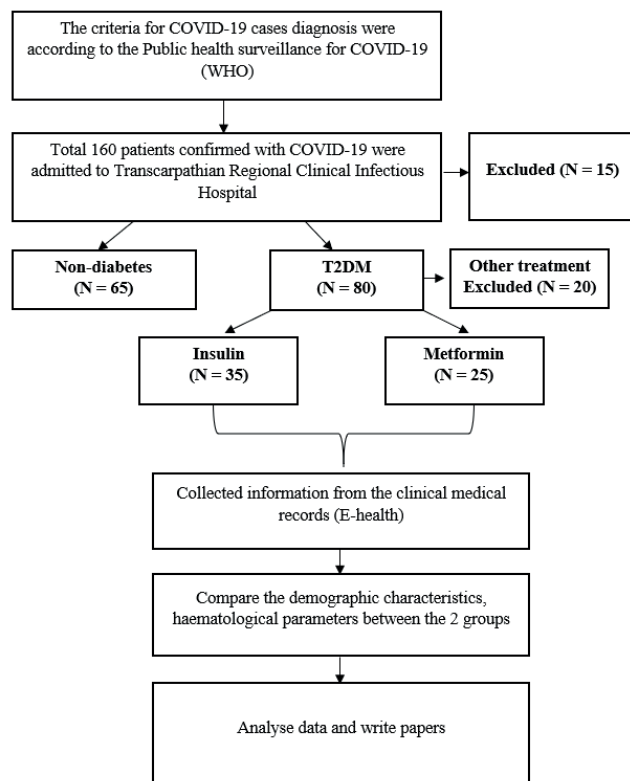 The criteria for COVID-19 cases diagnosis were
according to the Public health surveillance for COVID-19
(WHO)
Total 160 patients confirmed with COVID-19 were
admitted to Transcarpathian Regional Clinical Infectious
Hospital
Excluded (N = 15)
Non-diabetes
(N = 65)
T2DM
(N = 80)
Other treatment
Excluded (N = 20)
Insulin
(N = 35)
Metformin
(N = 25)
Collected information from the clinical medical
records (E-health)
Compare the demographic characteristics,
haematological parameters between the 2 groups
Analyse data and write papers